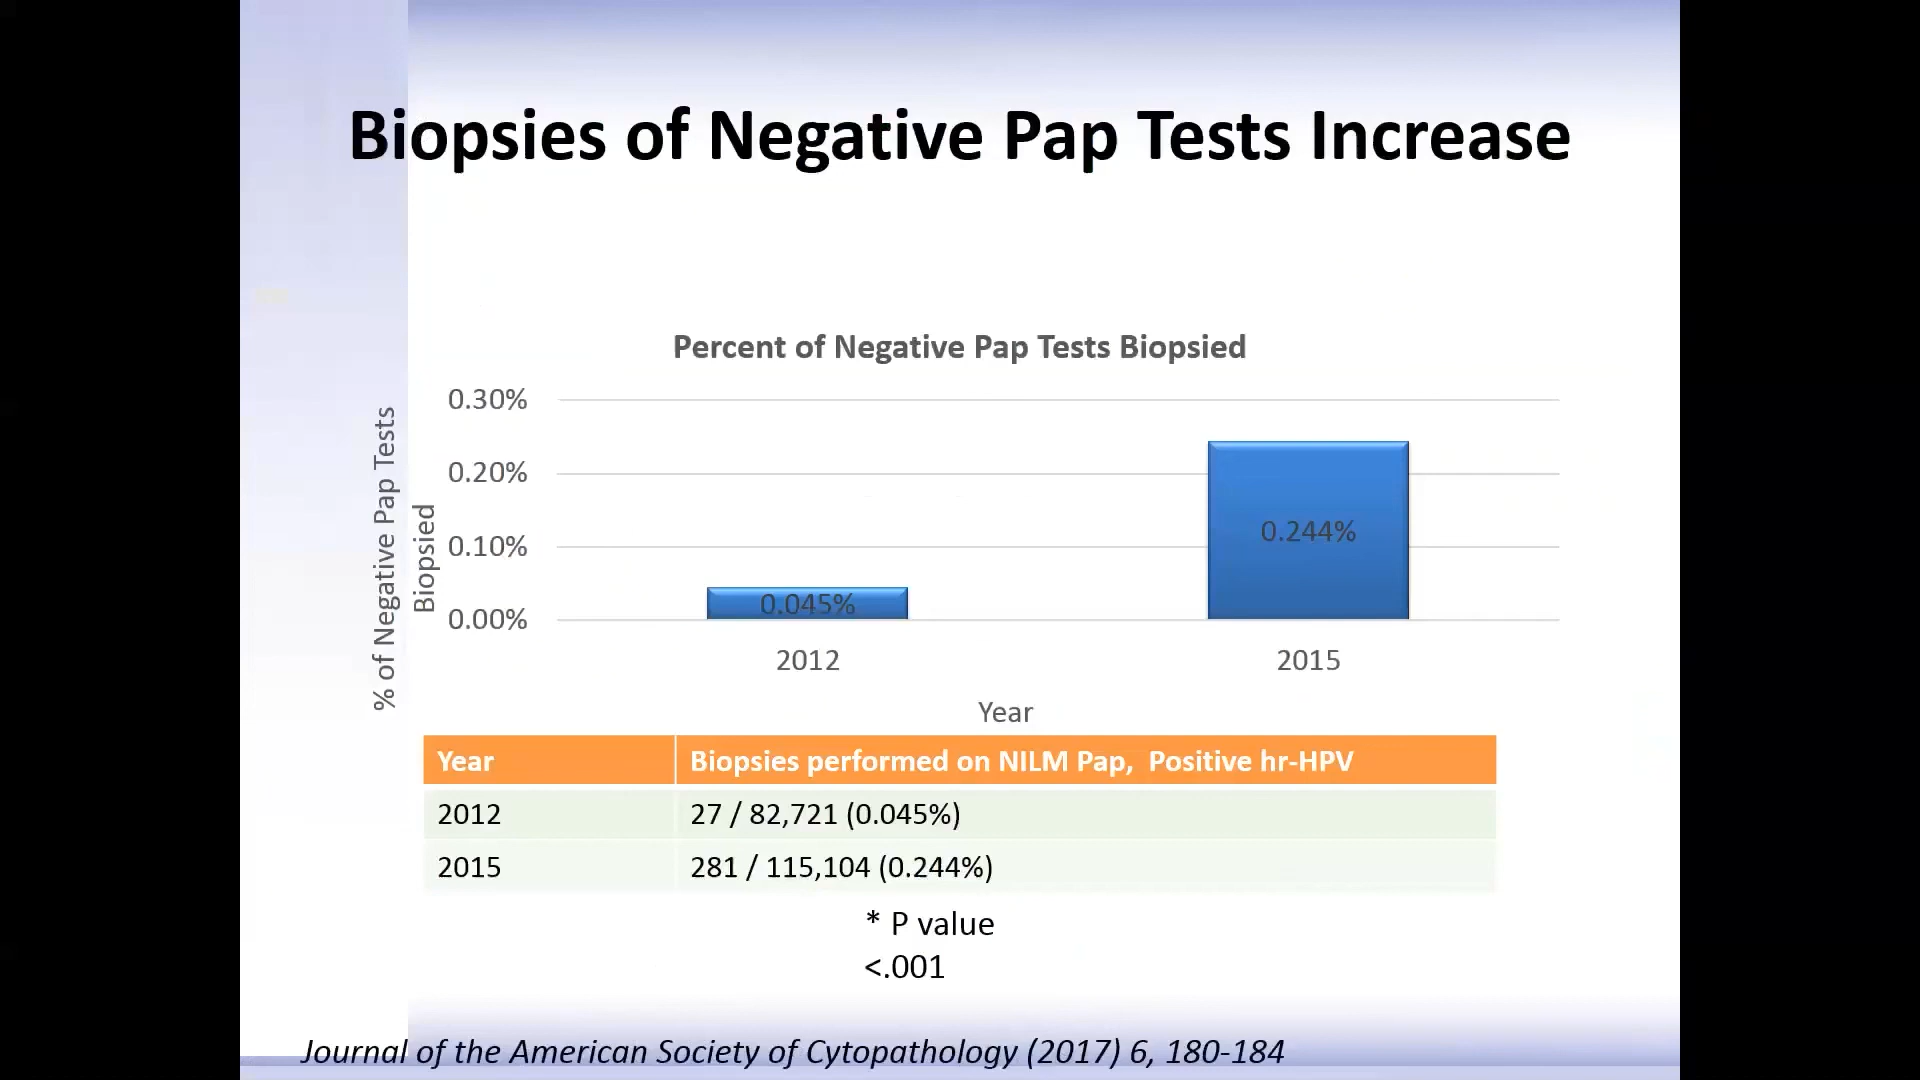 Biopsies of Negative Pap Tests Increase
Percent of Negative Pap Tests Biopsied
% of Negative Pap Tests
Biopsied
0.30%
0.20%
0.10%
0.00%
0.045%
0.244%
2012
2015
Year
Year Biopsies performed on NILM Pap, Positive hr-HPV
2012 27 / 82,721 (0.045%)
2015 281 / 115,104 (0.244%)
* P value
<.001
Journal of the American Society of Cytopathology (2017) 6, 180-184